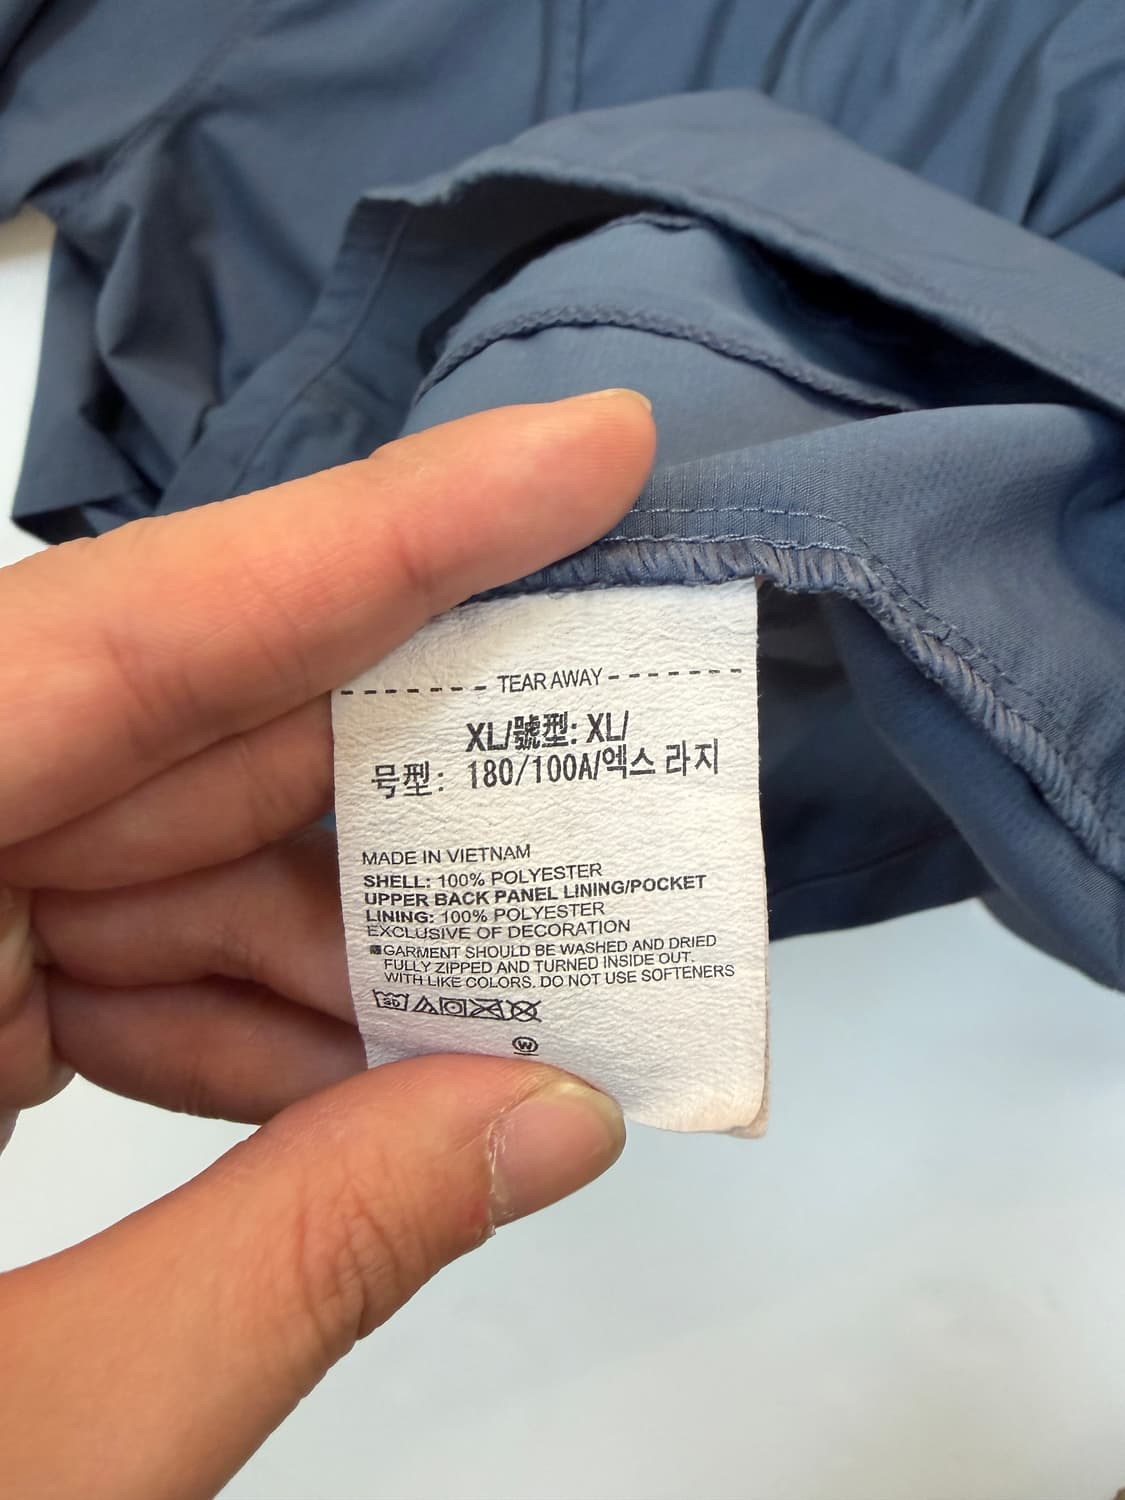 TEAR AWAY
XL/號型: XL/
号型: 180/100A/엑스 라지
MADE IN VIETNAM
SHELL: 100% POLYESTER
UPPER BACK PANEL LINING/POCKET
LINING: 100% POLYESTER
EXCLUSIVE OF DECORATION
GARMENT SHOULD BE WASHED AND DRIED
FULLY ZIPPED AND TURNED INSIDE OUT.
WITH LIKE COLORS. DO NOT USE SOFTENERS
30
W